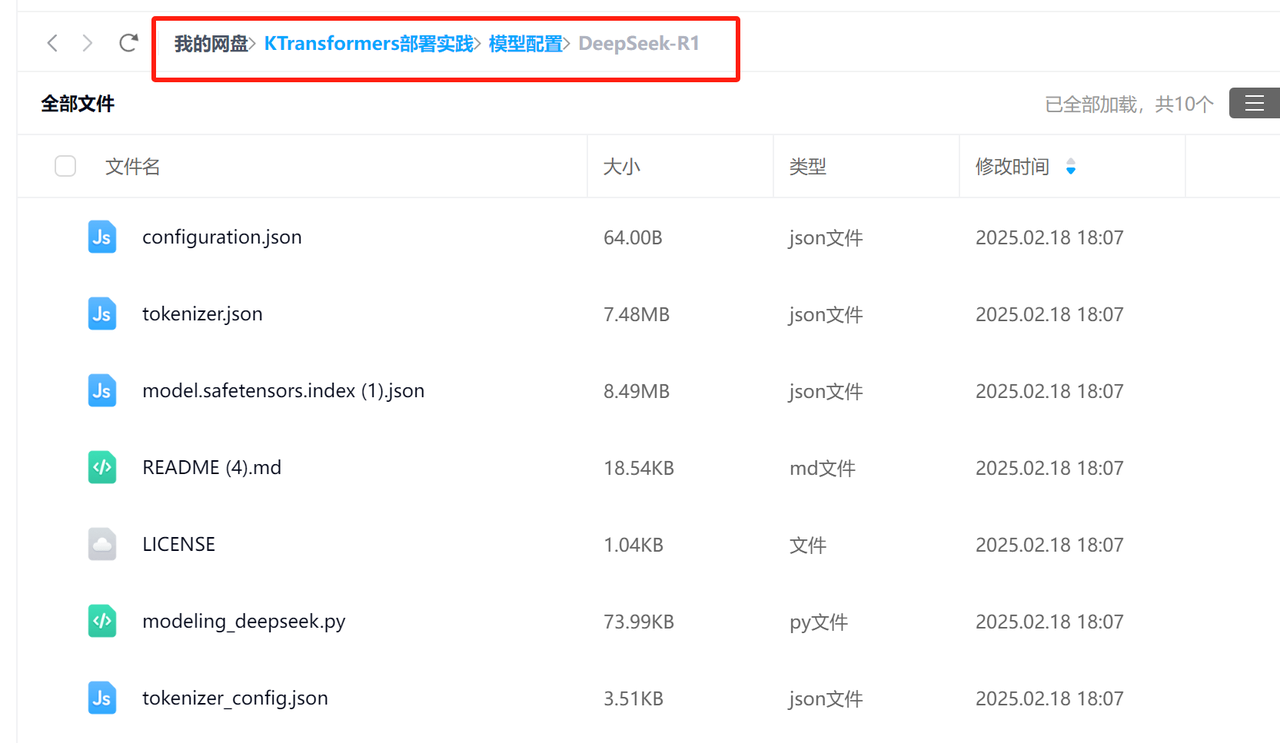 我的网盘> KTransformers部署实践> 模型配置> DeepSeek-R1
全部文件 已全部加载，共10个
文件名 大小 类型 修改时间
Js configuration.json 64.00B json文件 2025.02.18 18:07
Js tokenizer.json 7.48MB json文件 2025.02.18 18:07
Js model.safetensors.index (1).json 8.49MB json文件 2025.02.18 18:07
</> README (4).md 18.54KB md文件 2025.02.18 18:07
LICENSE 1.04KB 文件 2025.02.18 18:07
</> modeling_deepseek.py 73.99KB py文件 2025.02.18 18:07
Js tokenizer_config.json 3.51KB json文件 2025.02.18 18:07